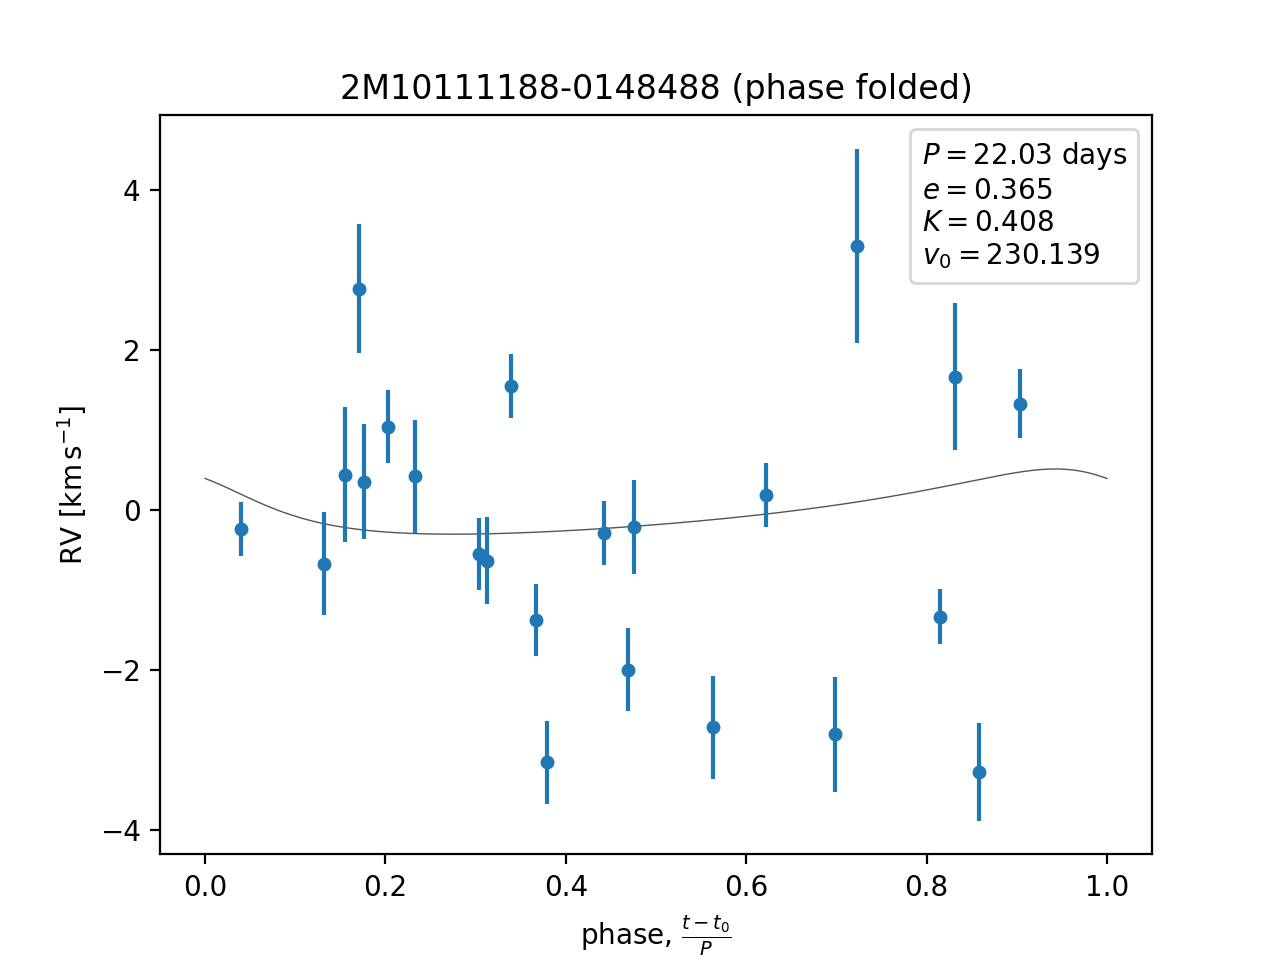 2M10111188-0148488 (phase folded)
P = 22.03 days
e = 0.365
K = 0.408
v₀ = 230.139
RV [km s⁻¹]
4
2
0
−2
−4
0.0 0.2 0.4 0.6 0.8 1.0
phase, (t − t₀)/P